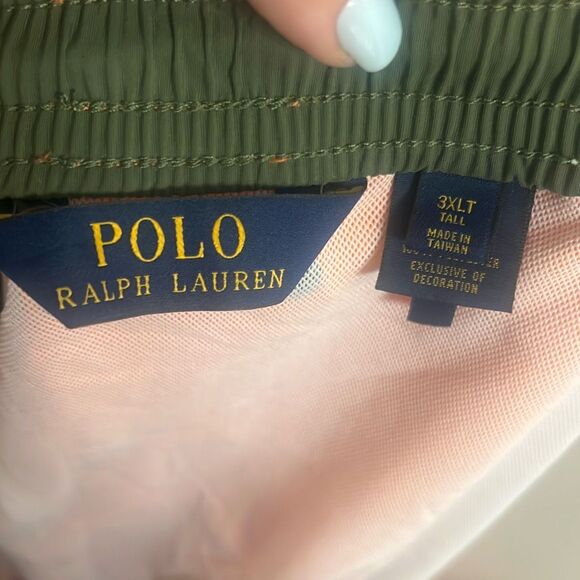 POLO
RALPH LAUREN
3XLT
TALL
MADE IN
TAIWAN
EXCLUSIVE OF
DECORATION